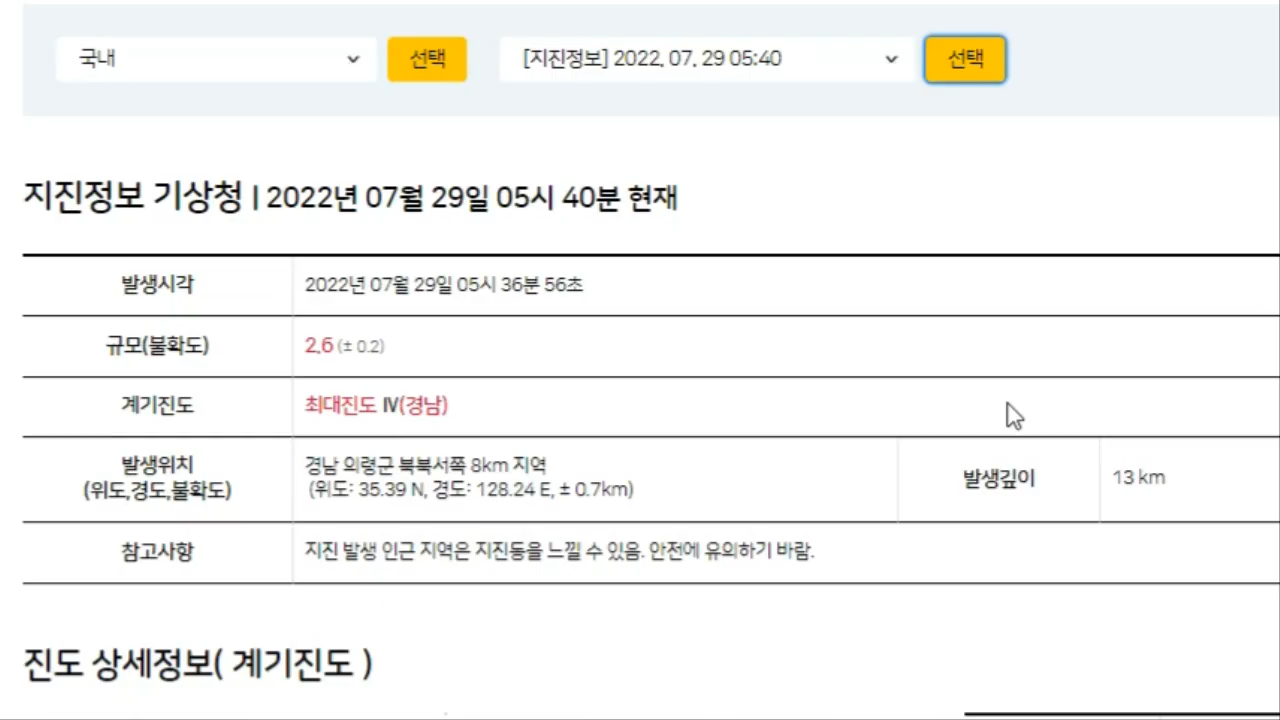 국내
선택
[지진정보] 2022. 07. 29 05:40
선택
지진정보 기상청 | 2022년 07월 29일 05시 40분 현재
발생시각
2022년 07월 29일 05시 36분 56초
규모(불확도)
2.6 (± 0.2)
계기진도
최대진도 Ⅳ(경남)
발생위치
(위도,경도,불확도)
경남 의령군 북북서쪽 8km 지역
(위도: 35.39 N, 경도: 128.24 E, ± 0.7km)
발생깊이
13 km
참고사항
지진 발생 인근 지역은 지진동을 느낄 수 있음. 안전에 유의하기 바람.
진도 상세정보( 계기진도 )